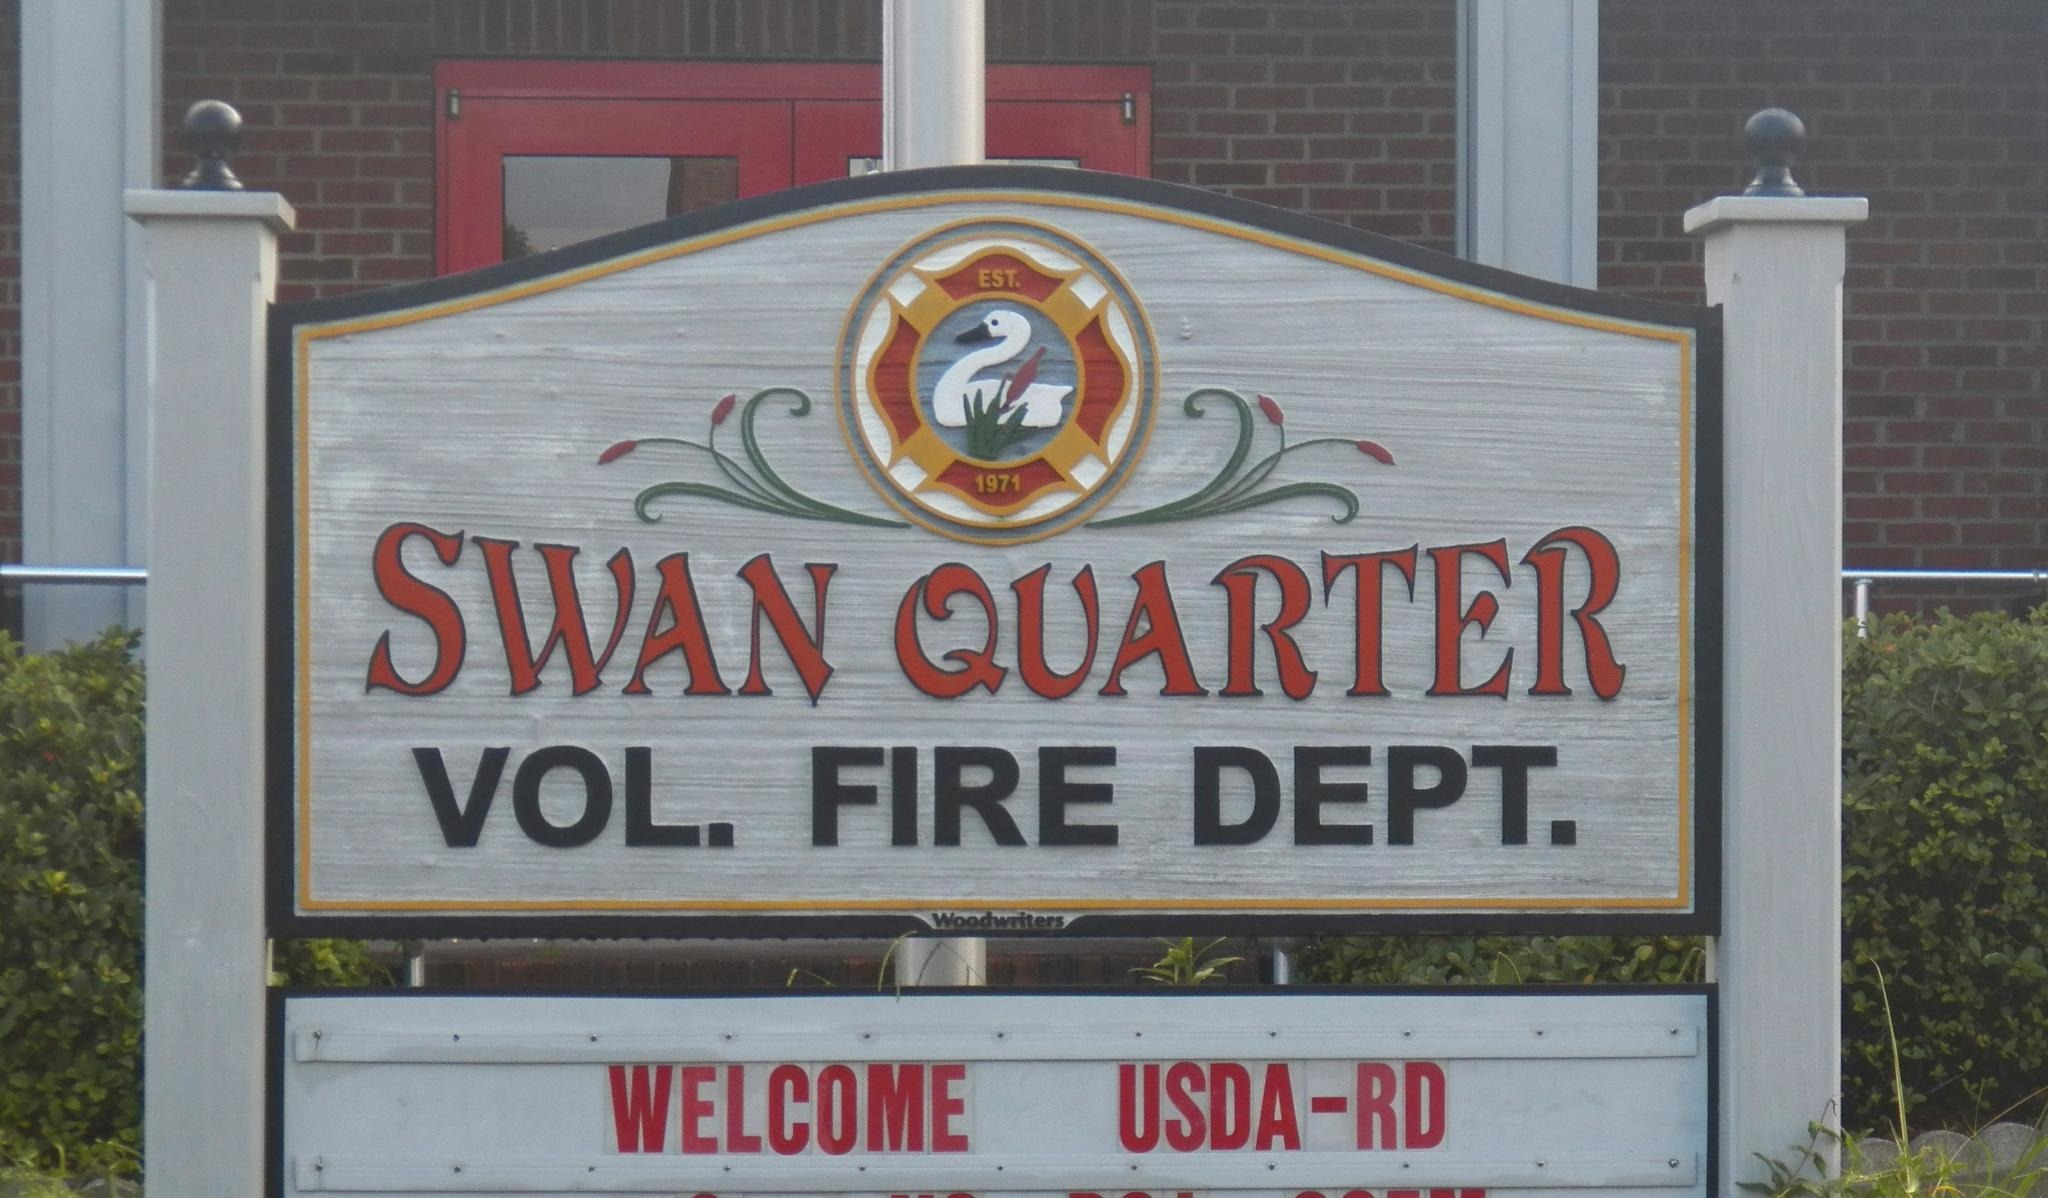 EST.
1971
SWAN QUARTER
VOL. FIRE DEPT.
Woodwriters
WELCOME USDA-RD